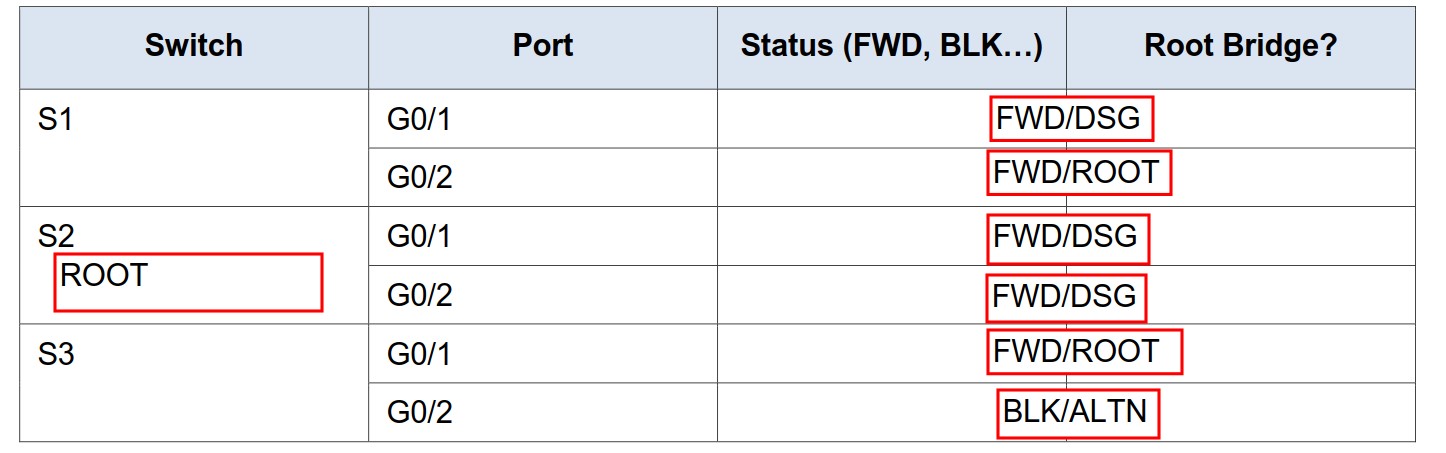 Switch Port Status (FWD, BLK…) Root Bridge?
S1 G0/1 FWD/DSG
G0/2 FWD/ROOT
S2 G0/1 FWD/DSG
ROOT
G0/2 FWD/DSG
S3 G0/1 FWD/ROOT
G0/2 BLK/ALTN